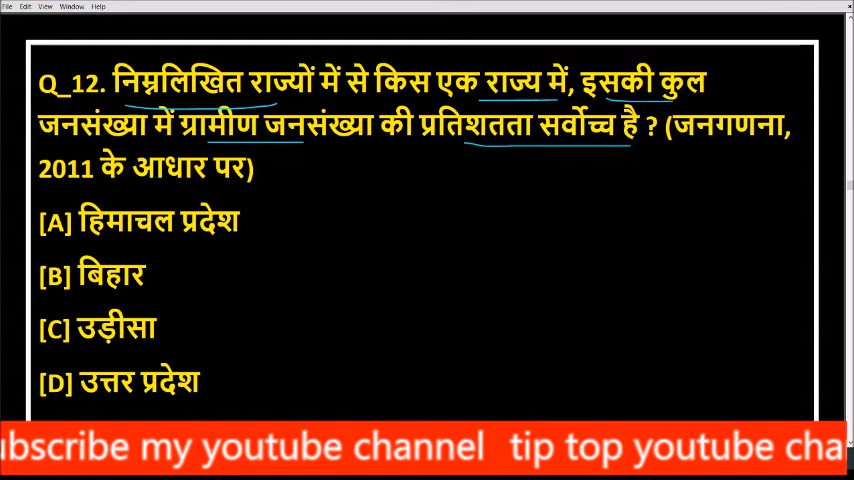 File Edit View Window Help
Q_12. निम्नलिखित राज्यों में से किस एक राज्य में, इसकी कुल
जनसंख्या में ग्रामीण जनसंख्या की प्रतिशतता सर्वोच्च है ? (जनगणना,
2011 के आधार पर)
[A] हिमाचल प्रदेश
[B] बिहार
[C] उड़ीसा
[D] उत्तर प्रदेश
ubscribe my youtube channel tip top youtube cha